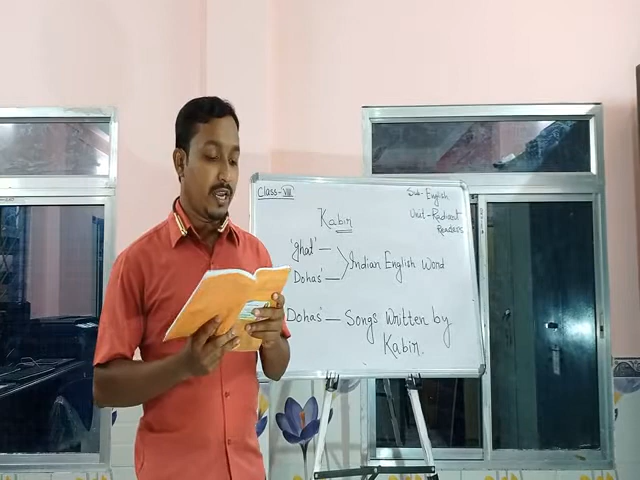 Class-VIII
Sub- English
Unit-Radiant
Readers
Kabir
'ghat' —
Indian English Word
Dohas' —
Dohas' — Songs Written by
Kabir.